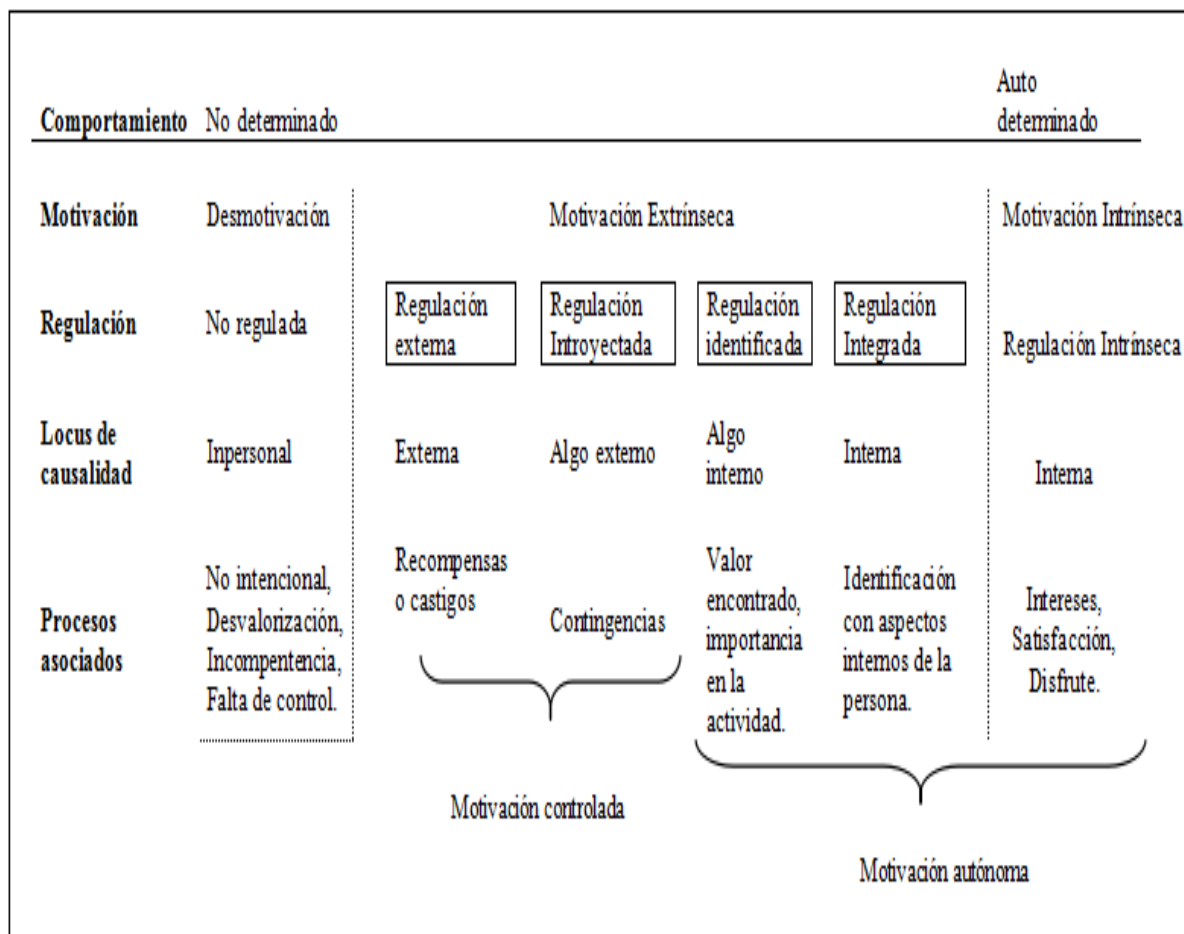 Comportamiento No determinado Auto
determinado
Motivación Desmotivación Motivación Extrínseca Motivación Intrínseca
Regulación No regulada
Regulación
externa
Regulación
Introyectada
Regulación
identificada
Regulación
Integrada
Regulación Intrínseca
Locus de
causalidad
Inpersonal
Externa
Algo externo
Algo
interno
Interna
Interna
Procesos
asociados
No intencional,
Desvalorización,
Incompetencia,
Falta de control.
Recompensas
o castigos
Contingencias
Valor
encontrado,
importancia
en la
actividad.
Identificación
con aspectos
internos de la
persona.
Intereses,
Satisfacción,
Disfrute.
Motivación controlada
Motivación autónoma